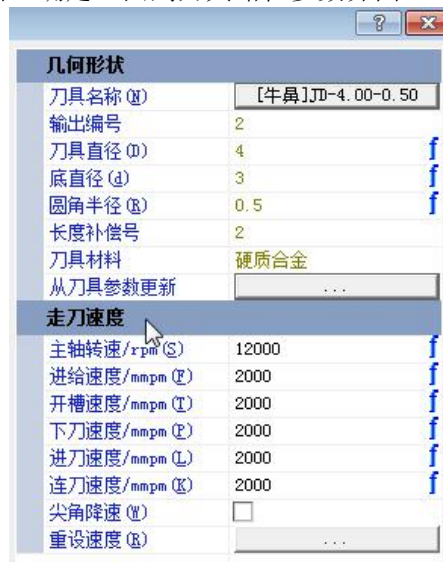 几何形状
刀具名称(N) [牛鼻]JD-4.00-0.50
输出编号 2
刀具直径(D) 4 f
底直径(d) 3 f
圆角半径(R) 0.5 f
长度补偿号 2
刀具材料 硬质合金
从刀具参数更新 ...
走刀速度
主轴转速/rpm(S) 12000 f
进给速度/mmpm(F) 2000 f
开槽速度/mmpm(T) 2000 f
下刀速度/mmpm(P) 2000 f
进刀速度/mmpm(L) 2000 f
连刀速度/mmpm(K) 2000 f
尖角降速(W)
重设速度(R) ...